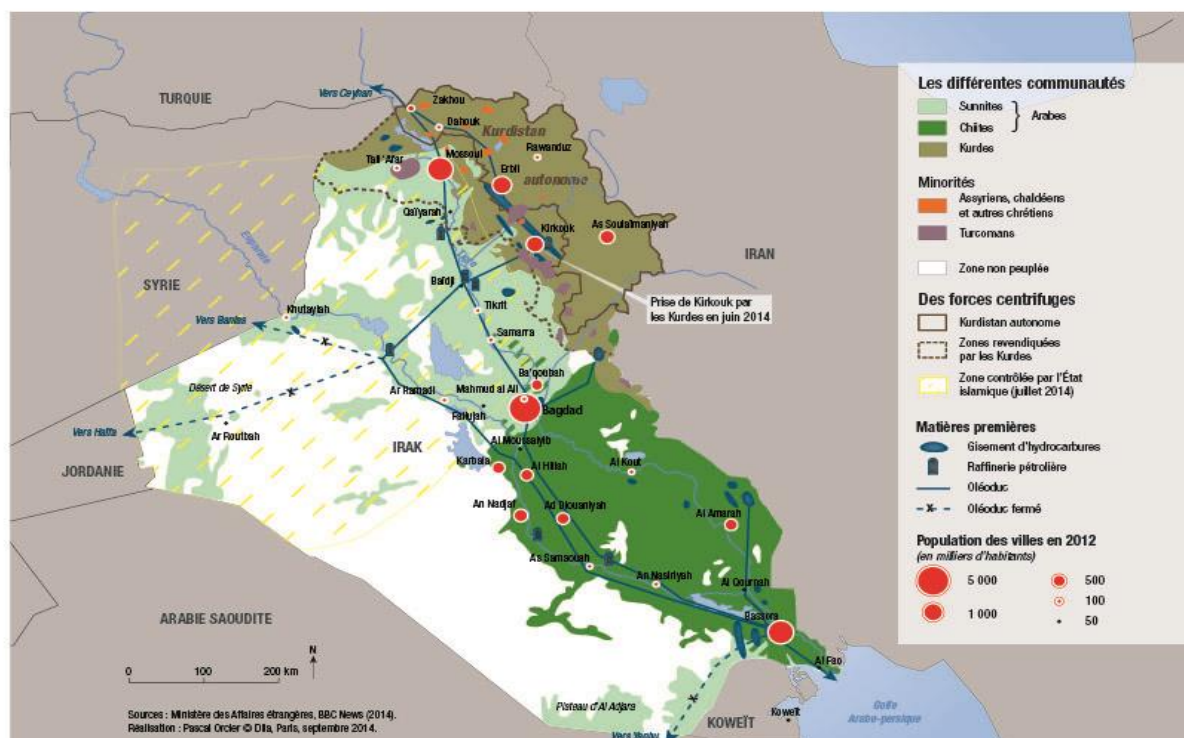 TURQUIE
Vers Ceyhan
Zakhou
Dahouk
Kurdistan
autonome
Rawanduz
Tall 'Afar
Mossoul
Erbil
Qaïyarah
Kirkouk
As Soulaïmaniyah
IRAN
SYRIE
Euphrate
Tigre
Baïdji
Prise de Kirkouk par
les Kurdes en juin 2014
Tikrit
Khutaylah
Vers Banias
Samarra
Ba'qoubah
Désert de Syrie
Ar Ramadi
Mahmud al Ali
Bagdad
Fallujah
Vers Haïfa
Ar Routbah
IRAK
Al Moussaiyib
JORDANIE
Karbala
Al Hillah
Al Kout
An Nadjaf
Ad Diouaniyah
Al Amarah
As Samaouah
An Nasiriyah
Al Qournah
ARABIE SAOUDITE
Bassora
Al Fao
Plateau d'Al Adjara
KOWEÏT
Koweït
Golfe
Arabo-persique
Vers Yanbu
0 100 200 km
N
Sources : Ministère des Affaires étrangères, BBC News (2014).
Réalisation : Pascal Orcier © Dila, Paris, septembre 2014.
Les différentes communautés
Sunnites
Chiites
Arabes
Kurdes
Minorités
Assyriens, chaldéens
et autres chrétiens
Turcomans
Zone non peuplée
Des forces centrifuges
Kurdistan autonome
Zones revendiquées
par les Kurdes
Zone contrôlée par l'État
islamique (juillet 2014)
Matières premières
Gisement d'hydrocarbures
Raffinerie pétrolière
Oléoduc
Oléoduc fermé
Population des villes en 2012
(en milliers d'habitants)
5 000
500
100
1 000
50